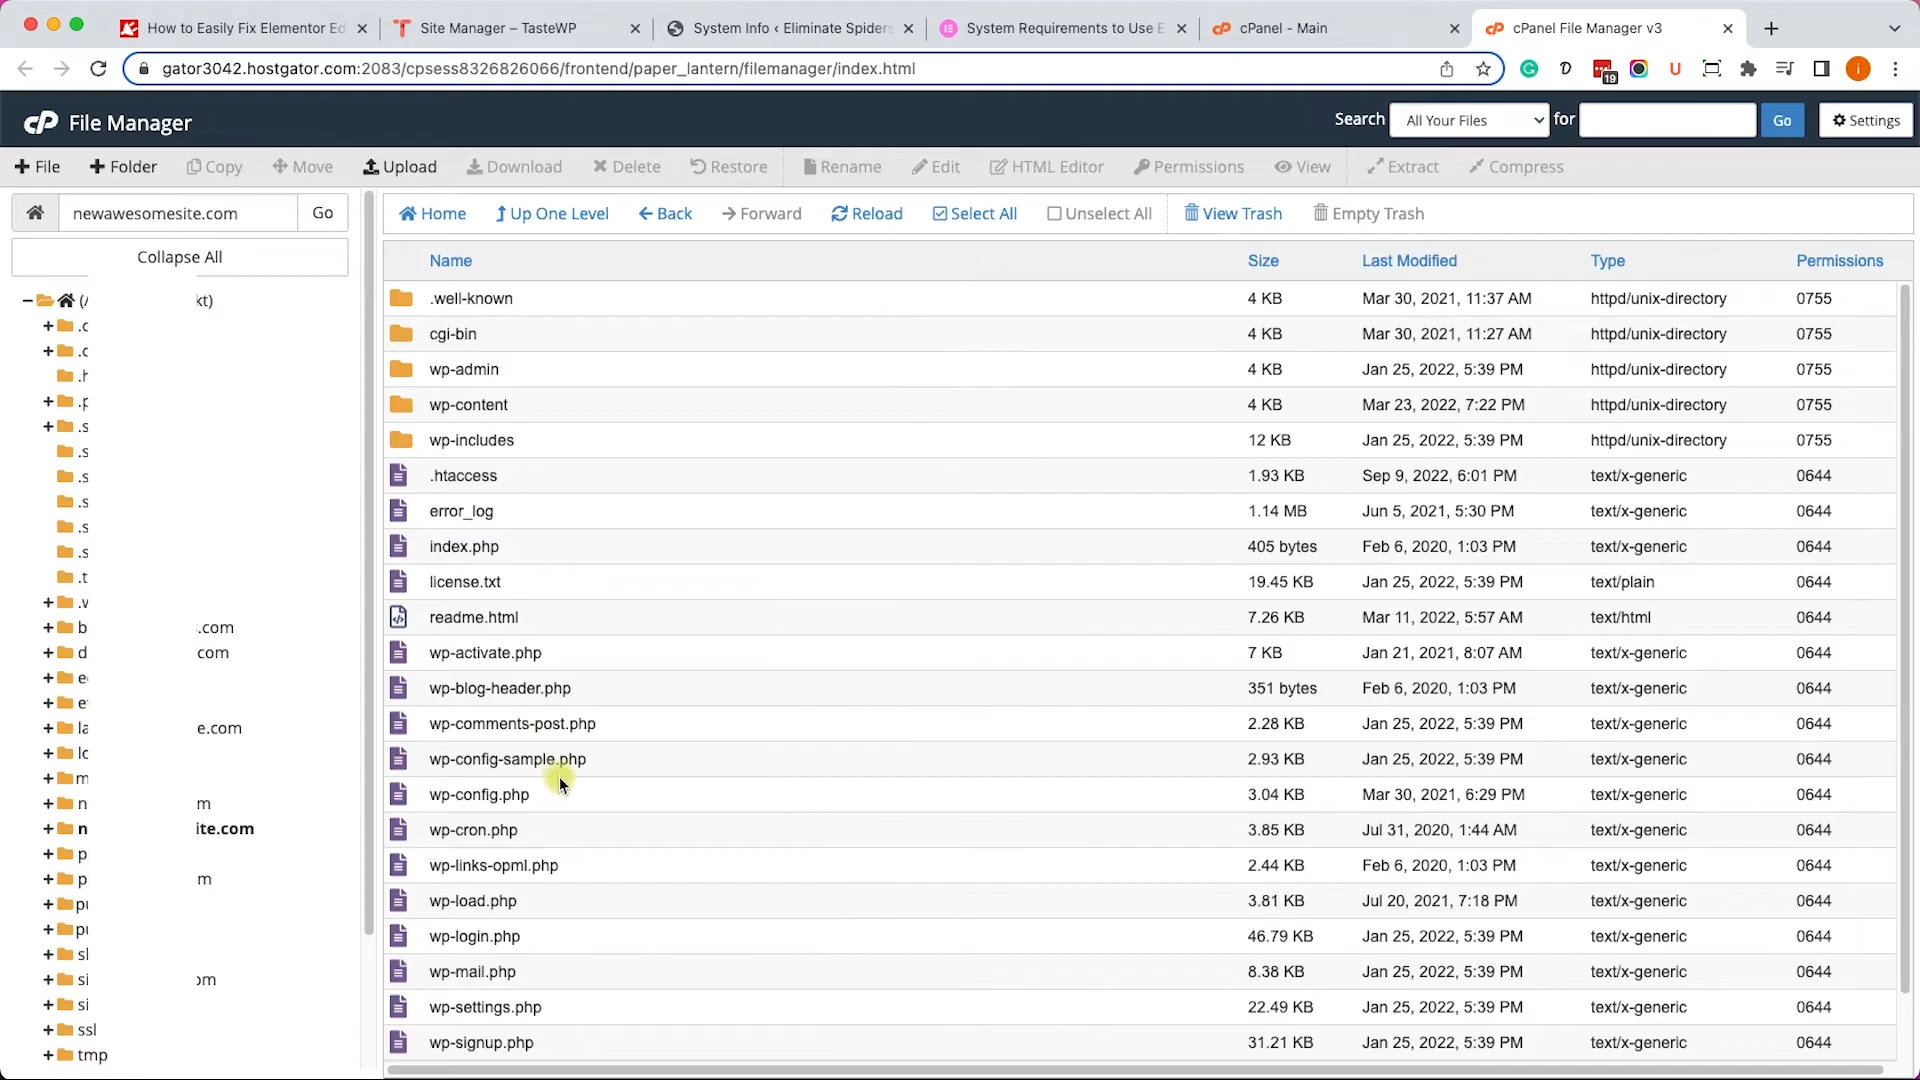 How to Easily Fix Elementor Ed
Site Manager – TasteWP
System Info ‹ Eliminate Spiders
System Requirements to Use E
cPanel - Main
cPanel File Manager v3
gator3042.hostgator.com:2083/cpsess8326826066/frontend/paper_lantern/filemanager/index.html
19
i
cP File Manager
Search All Your Files for Go Settings
File Folder Copy Move Upload Download Delete Restore Rename Edit HTML Editor Permissions View Extract Compress
newawesomesite.com Go
Home Up One Level Back Forward Reload Select All Unselect All View Trash Empty Trash
Collapse All
(/ kt)
.c
.c
.h
.p
.s
.s
.s
.s
.s
.s
.t
.v
b .com
d com
e
e
la e.com
lc
m
n m
n ite.com
p
p m
pu
pu
sl
si om
si
ssl
tmp
Name Size Last Modified Type Permissions
.well-known 4 KB Mar 30, 2021, 11:37 AM httpd/unix-directory 0755
cgi-bin 4 KB Mar 30, 2021, 11:27 AM httpd/unix-directory 0755
wp-admin 4 KB Jan 25, 2022, 5:39 PM httpd/unix-directory 0755
wp-content 4 KB Mar 23, 2022, 7:22 PM httpd/unix-directory 0755
wp-includes 12 KB Jan 25, 2022, 5:39 PM httpd/unix-directory 0755
.htaccess 1.93 KB Sep 9, 2022, 6:01 PM text/x-generic 0644
error_log 1.14 MB Jun 5, 2021, 5:30 PM text/x-generic 0644
index.php 405 bytes Feb 6, 2020, 1:03 PM text/x-generic 0644
license.txt 19.45 KB Jan 25, 2022, 5:39 PM text/plain 0644
readme.html 7.26 KB Mar 11, 2022, 5:57 AM text/html 0644
wp-activate.php 7 KB Jan 21, 2021, 8:07 AM text/x-generic 0644
wp-blog-header.php 351 bytes Feb 6, 2020, 1:03 PM text/x-generic 0644
wp-comments-post.php 2.28 KB Jan 25, 2022, 5:39 PM text/x-generic 0644
wp-config-sample.php 2.93 KB Jan 25, 2022, 5:39 PM text/x-generic 0644
wp-config.php 3.04 KB Mar 30, 2021, 6:29 PM text/x-generic 0644
wp-cron.php 3.85 KB Jul 31, 2020, 1:44 AM text/x-generic 0644
wp-links-opml.php 2.44 KB Feb 6, 2020, 1:03 PM text/x-generic 0644
wp-load.php 3.81 KB Jul 20, 2021, 7:18 PM text/x-generic 0644
wp-login.php 46.79 KB Jan 25, 2022, 5:39 PM text/x-generic 0644
wp-mail.php 8.38 KB Jan 25, 2022, 5:39 PM text/x-generic 0644
wp-settings.php 22.49 KB Jan 25, 2022, 5:39 PM text/x-generic 0644
wp-signup.php 31.21 KB Jan 25, 2022, 5:39 PM text/x-generic 0644